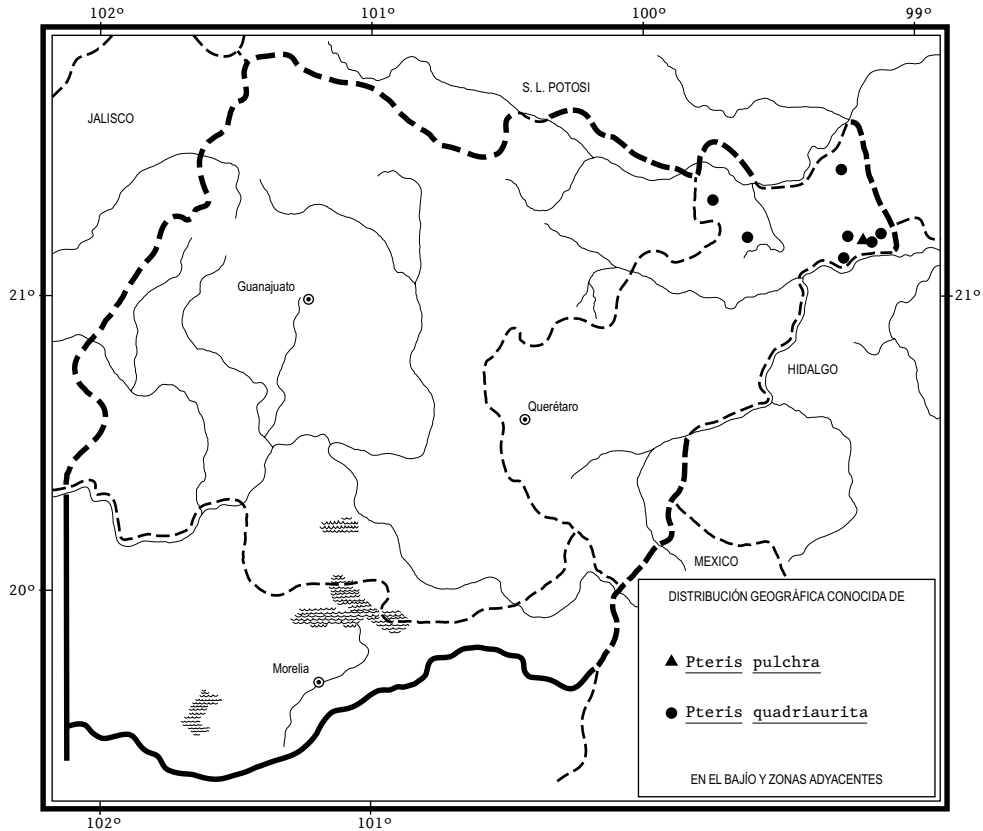 102º 101º 100º 99º
S. L. POTOSI
JALISCO
Guanajuato
21º 21º
HIDALGO
Querétaro
MEXICO
20º
DISTRIBUCIÓN GEOGRÁFICA CONOCIDA DE
Morelia
Pteris pulchra
Pteris quadriaurita
EN EL BAJÍO Y ZONAS ADYACENTES
102º 101º